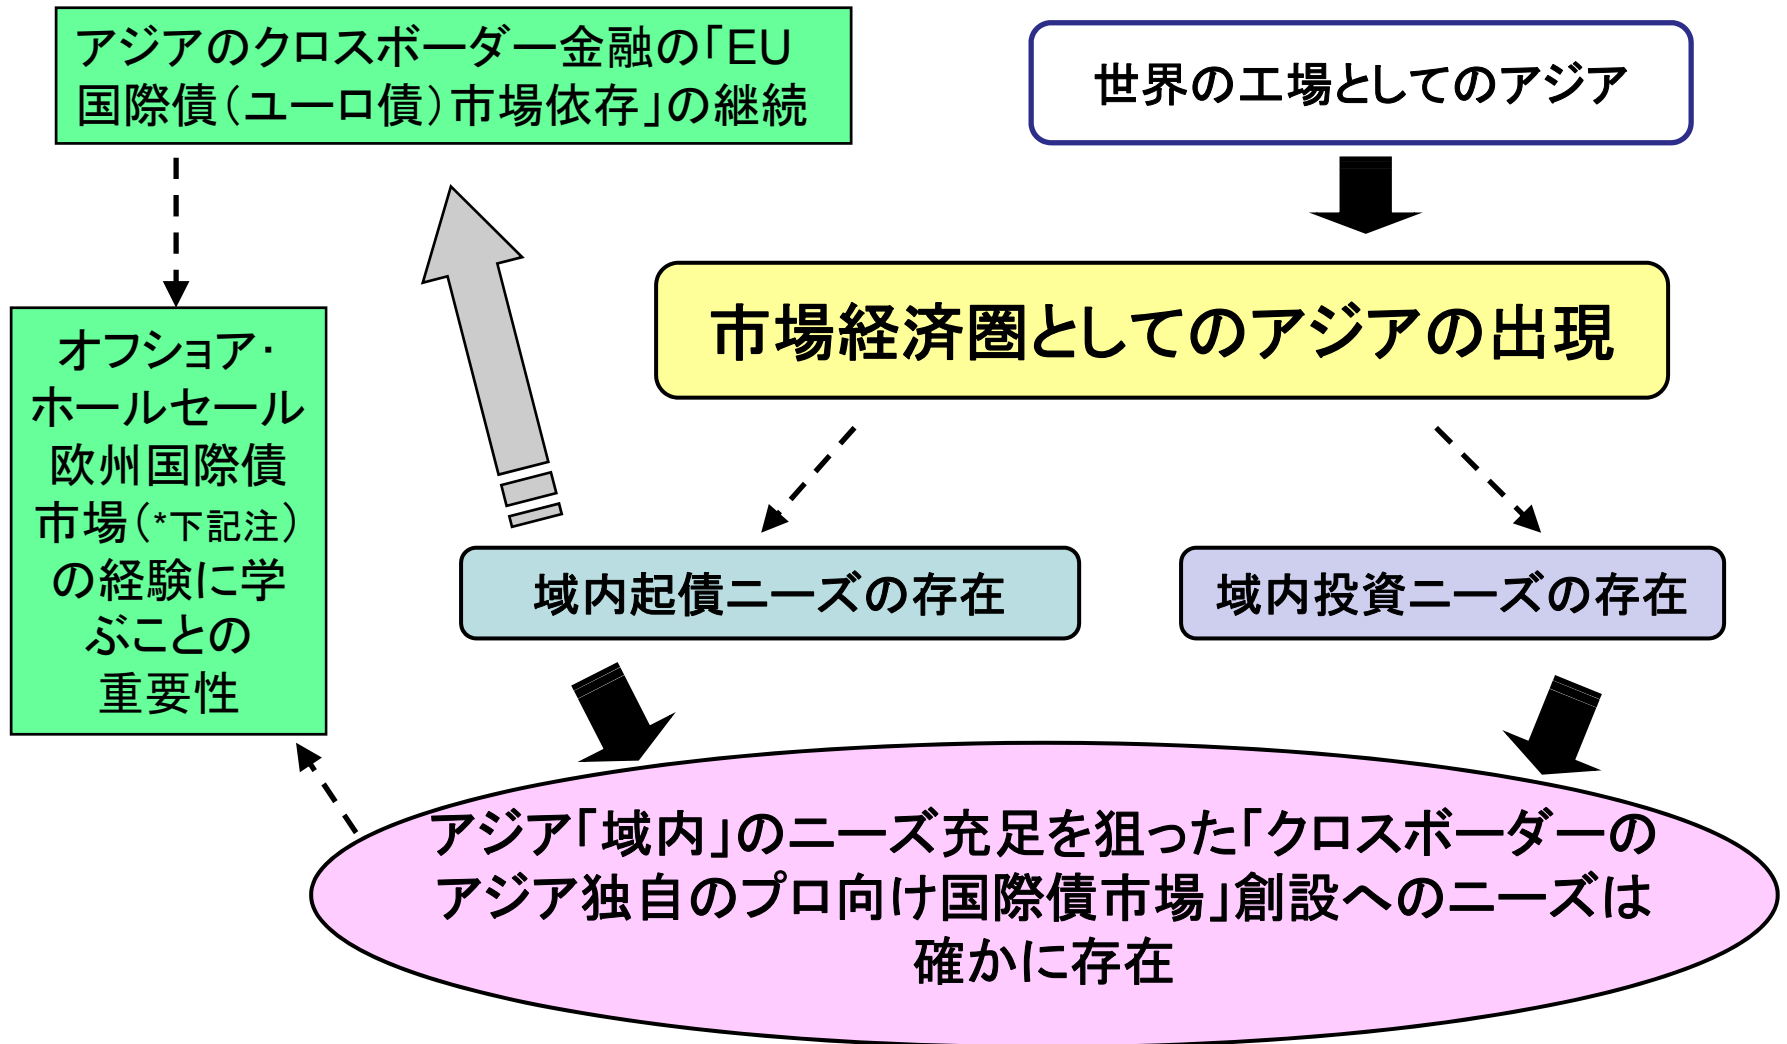 アジアのクロスボーダー金融の「EU
国際債（ユーロ債）市場依存」の継続
世界の工場としてのアジア
市場経済圏としてのアジアの出現
オフショア・
ホールセール
欧州国際債
市場（*下記注）
の経験に学
ぶことの
重要性
域内起債ニーズの存在
域内投資ニーズの存在
アジア「域内」のニーズ充足を狙った「クロスボーダーの
アジア独自のプロ向け国際債市場」創設へのニーズは
確かに存在